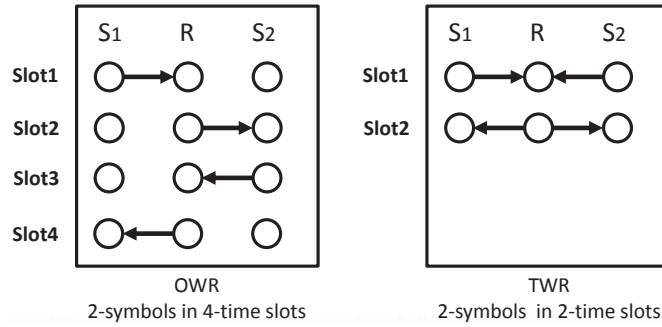 S1 R S2
Slot1
Slot2
Slot3
Slot4
OWR
2-symbols in 4-time slots
S1 R S2
Slot1
Slot2
TWR
2-symbols in 2-time slots